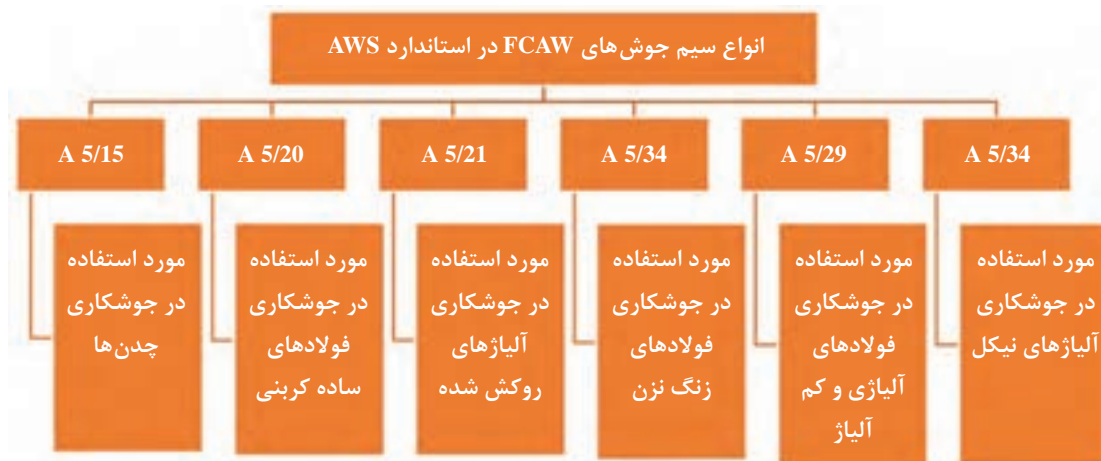 انواع سیم جوش‌های FCAW در استاندارد AWS
A 5/15
A 5/20
A 5/21
A 5/34
A 5/29
A 5/34
مورد استفاده
در جوشکاری
چدن‌ها
مورد استفاده
در جوشکاری
فولادهای
ساده کربنی
مورد استفاده
در جوشکاری
آلیاژهای
روکش شده
مورد استفاده
در جوشکاری
فولادهای
زنگ نزن
مورد استفاده
در جوشکاری
فولادهای
آلیاژی و کم
آلیاژ
مورد استفاده
در جوشکاری
آلیاژهای نیکل